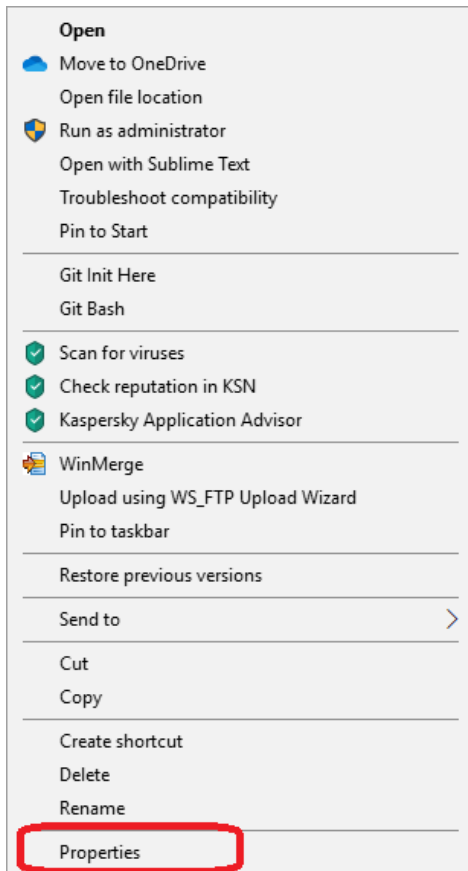 Open
Move to OneDrive
Open file location
Run as administrator
Open with Sublime Text
Troubleshoot compatibility
Pin to Start
Git Init Here
Git Bash
Scan for viruses
Check reputation in KSN
Kaspersky Application Advisor
WinMerge
Upload using WS_FTP Upload Wizard
Pin to taskbar
Restore previous versions
Send to
Cut
Copy
Create shortcut
Delete
Rename
Properties